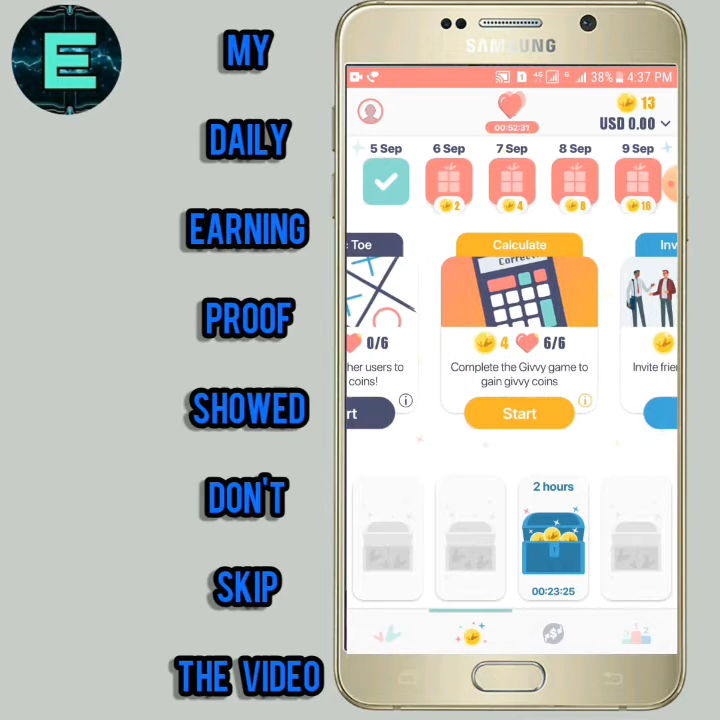 E
MY
DAILY
EARNING
PROOF
SHOWED
DON'T
SKIP
THE VIDEO
SAMSUNG
4G 38% 4:37 PM
13
00:52:31
USD 0.00
5 Sep 6 Sep 7 Sep 8 Sep 9 Sep
2 4 8 16
Toe Calculate Inv
Correct
0/6 4 6/6
her users to Complete the Givvy game to Invite frie
coins! gain givvy coins
rt Start
2 hours
00:23:25